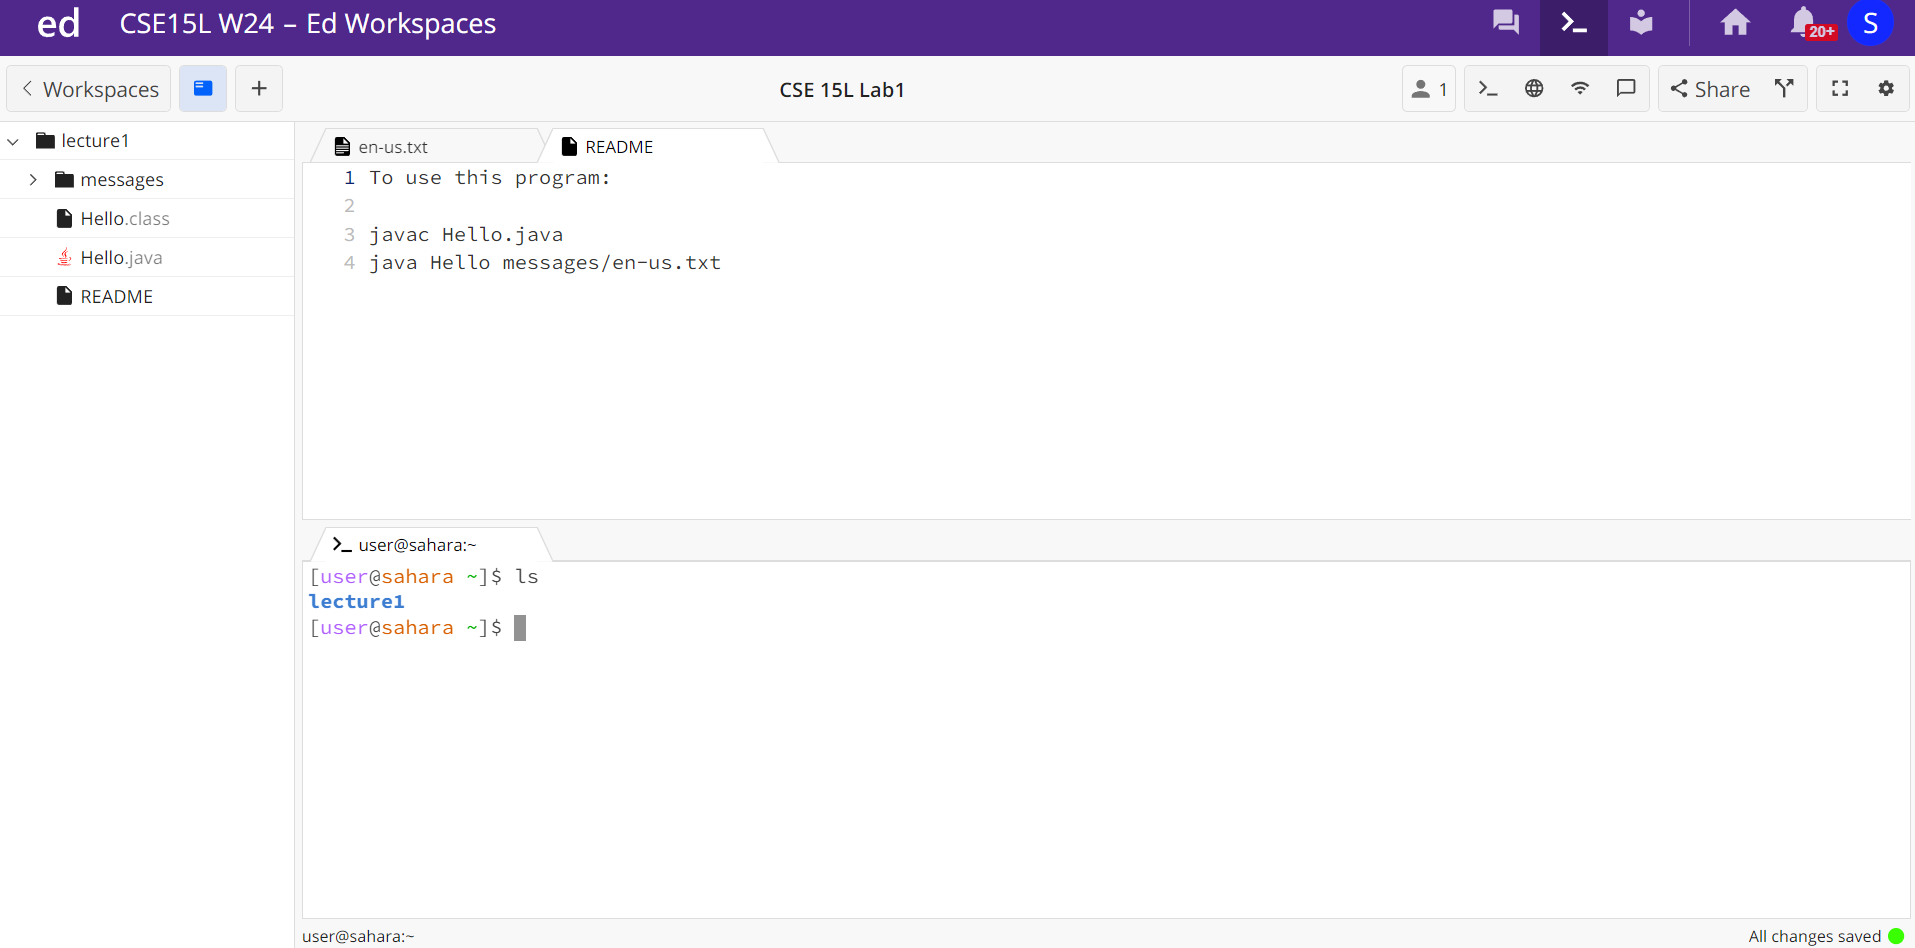 ed CSE15L W24 – Ed Workspaces 20+ S
Workspaces + CSE 15L Lab1 1 Share
lecture1
messages
Hello.class
Hello.java
README
en-us.txt README
1 To use this program:
2
3 javac Hello.java
4 java Hello messages/en-us.txt
>_ user@sahara:~
[user@sahara ~]$ ls
lecture1
[user@sahara ~]$
user@sahara:~ All changes saved